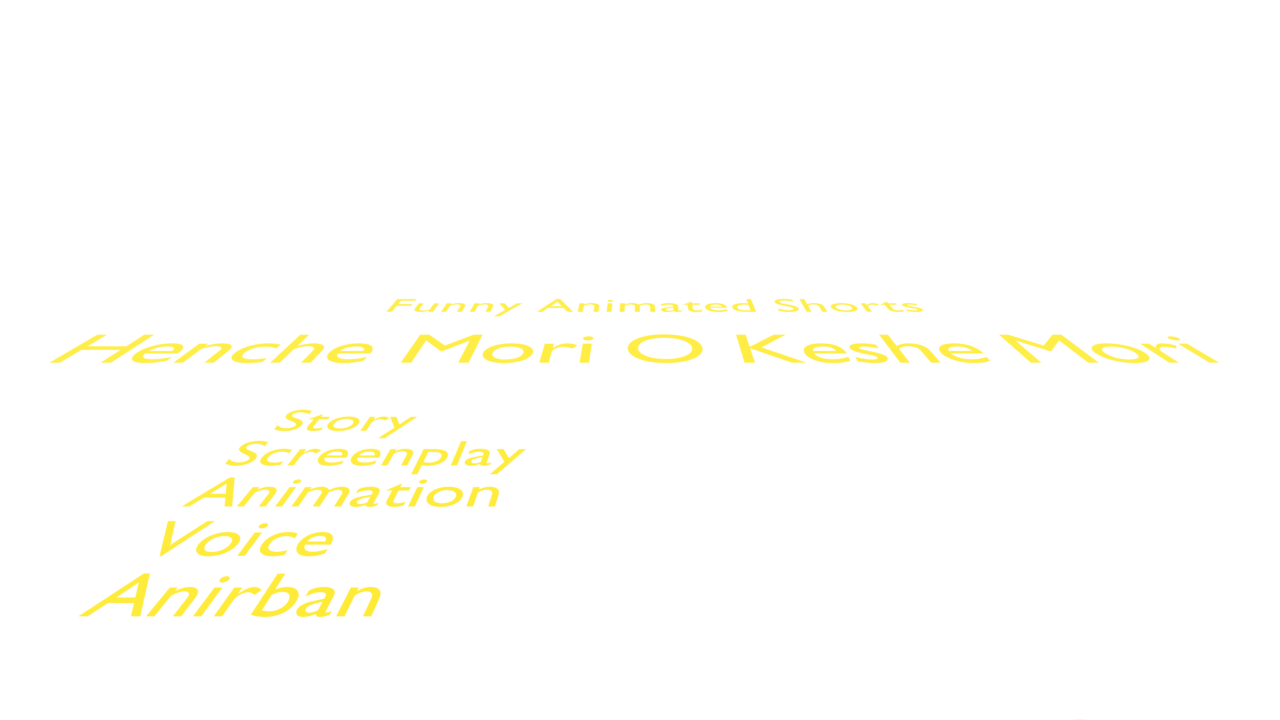 Funny Animated Shorts
Henche Mori O Keshe Mori
Story
Screenplay
Animation
Voice
Anirban